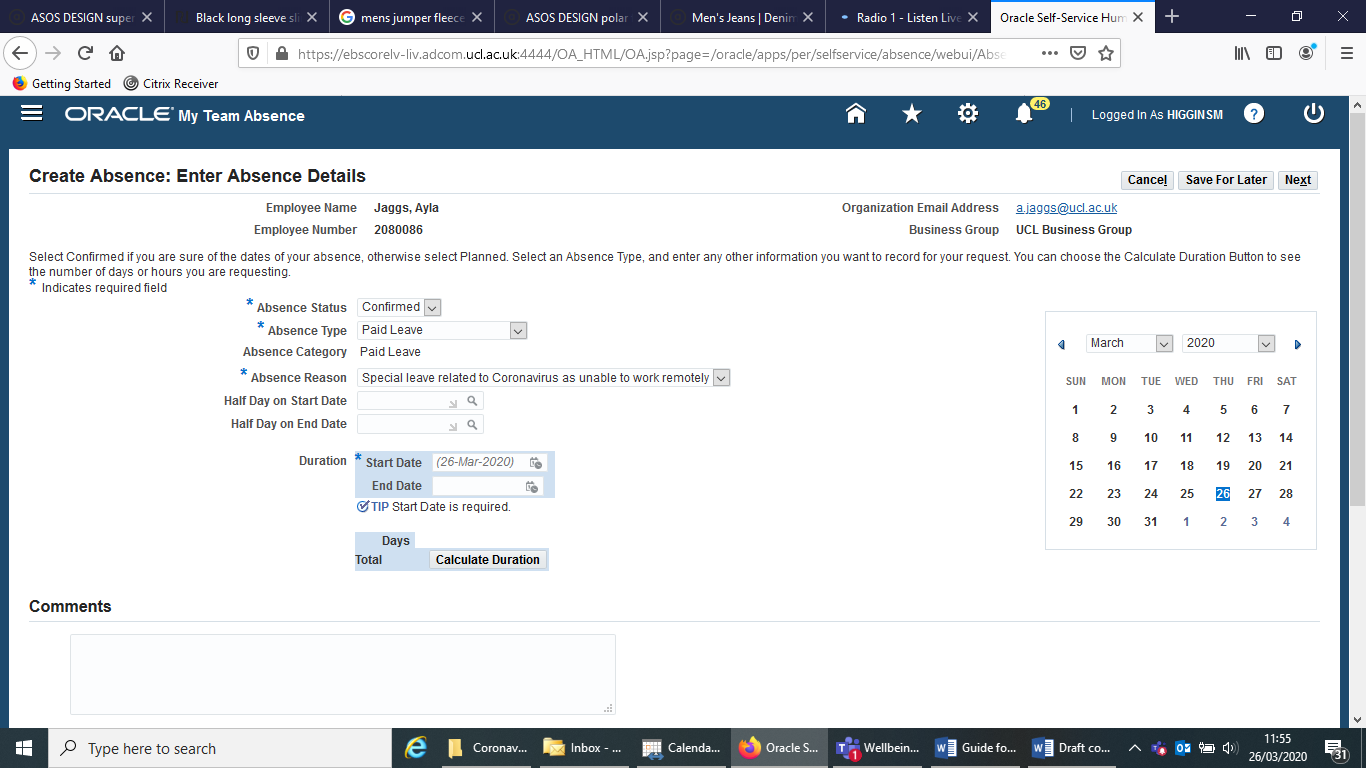 ASOS DESIGN super
Black long sleeve sli
mens jumper fleece
ASOS DESIGN polar
Men's Jeans | Denim
Radio 1 - Listen Live
Oracle Self-Service Hum
https://ebscorelv-liv.adcom.ucl.ac.uk:4444/OA_HTML/OA.jsp?page=/oracle/apps/per/selfservice/absence/webui/Abse
Getting Started
Citrix Receiver
ORACLE My Team Absence
46
Logged In As HIGGINSM
?
Create Absence: Enter Absence Details
Cancel
Save For Later
Next
Employee Name Jaggs, Ayla
Organization Email Address a.jaggs@ucl.ac.uk
Employee Number 2080086
Business Group UCL Business Group
Select Confirmed if you are sure of the dates of your absence, otherwise select Planned. Select an Absence Type, and enter any other information you want to record for your request. You can choose the Calculate Duration Button to see
the number of days or hours you are requesting.
* Indicates required field
* Absence Status Confirmed
* Absence Type Paid Leave
Absence Category Paid Leave
* Absence Reason Special leave related to Coronavirus as unable to work remotely
Half Day on Start Date
Half Day on End Date
Duration * Start Date (26-Mar-2020)
End Date
TIP Start Date is required.
Days
Total Calculate Duration
March 2020
SUN MON TUE WED THU FRI SAT
1 2 3 4 5 6 7
8 9 10 11 12 13 14
15 16 17 18 19 20 21
22 23 24 25 26 27 28
29 30 31 1 2 3 4
Comments
Type here to search
Coronav...
Inbox - ...
Calenda...
Oracle S...
1
Wellbein...
Guide fo...
Draft co...
11:55
26/03/2020
31